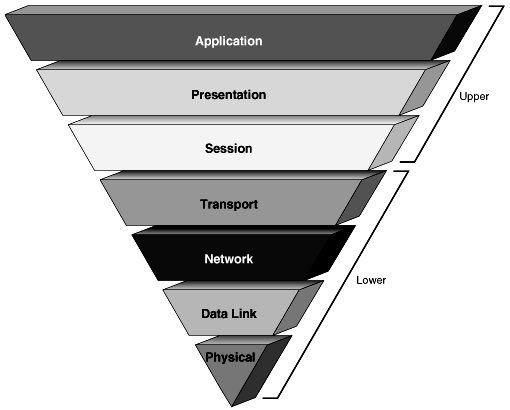 Application
Presentation
Upper
Session
Transport
Network
Lower
Data Link
Physical